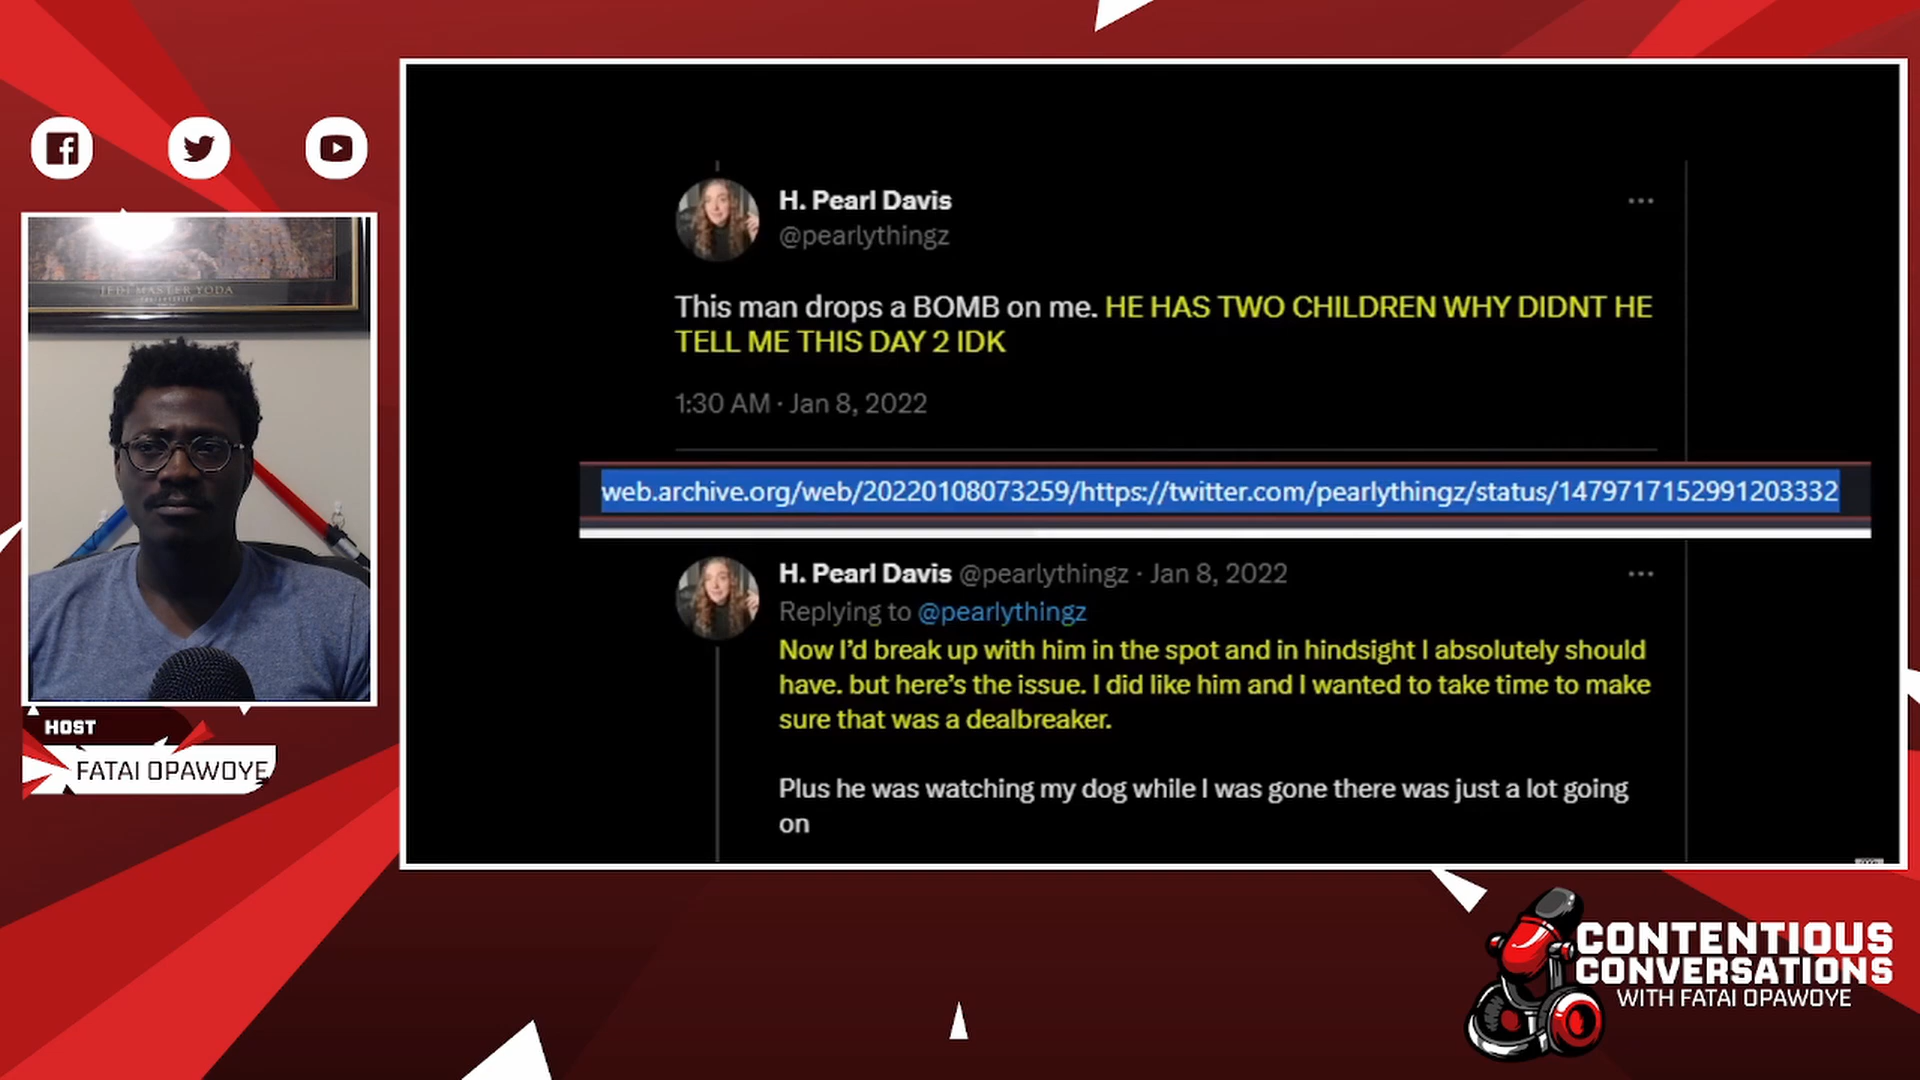 JEDI MASTER YODA
HOST
FATAI OPAWOYE
H. Pearl Davis
@pearlythingz
This man drops a BOMB on me. HE HAS TWO CHILDREN WHY DIDNT HE
TELL ME THIS DAY 2 IDK
1:30 AM · Jan 8, 2022
web.archive.org/web/20220108073259/https://twitter.com/pearlythingz/status/1479717152991203332
H. Pearl Davis @pearlythingz · Jan 8, 2022
Replying to @pearlythingz
Now I’d break up with him in the spot and in hindsight I absolutely should
have. but here’s the issue. I did like him and I wanted to take time to make
sure that was a dealbreaker.
Plus he was watching my dog while I was gone there was just a lot going
on
CONTENTIOUS
CONVERSATIONS
WITH FATAI OPAWOYE